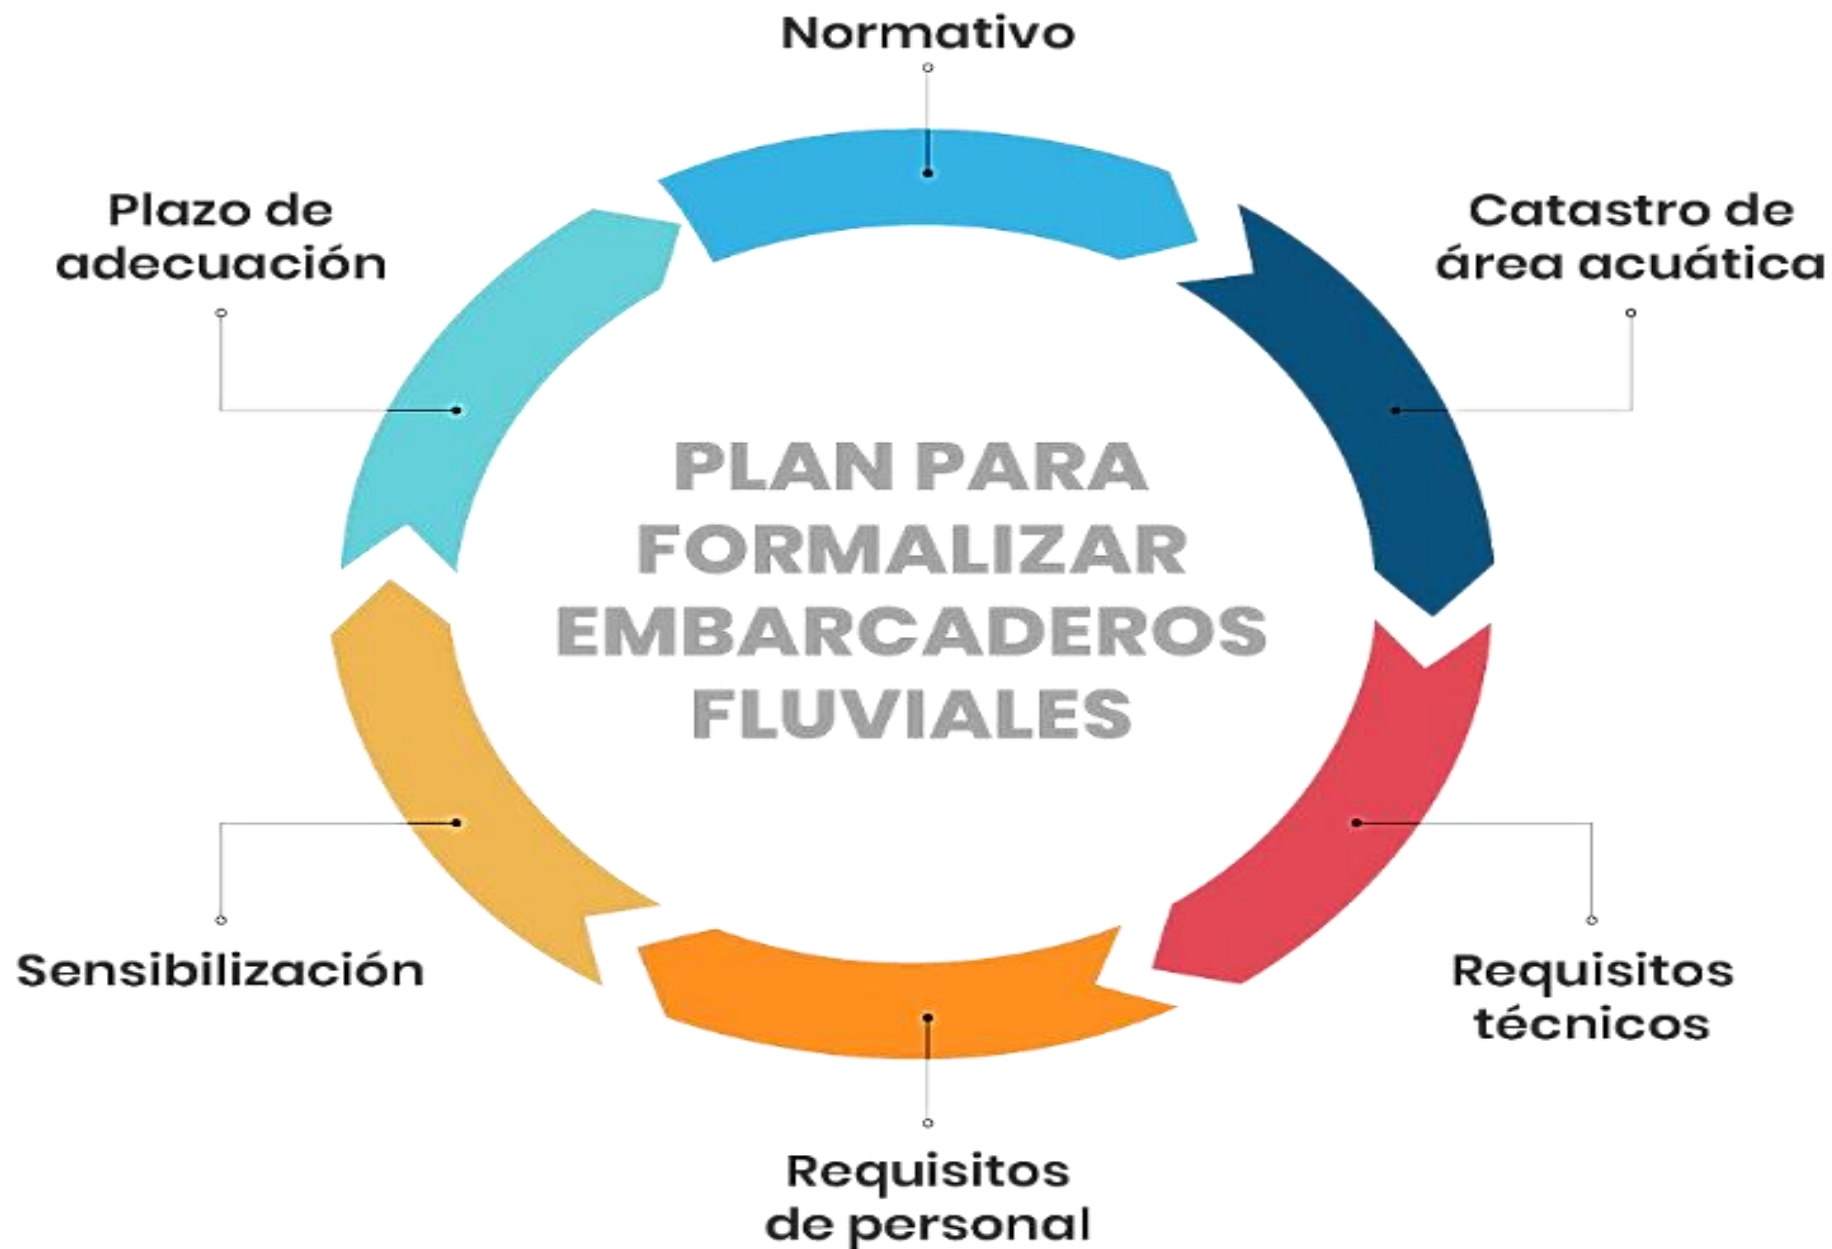 Normativo
Catastro de
área acuática
Requisitos
técnicos
Requisitos
de personal
Sensibilización
Plazo de
adecuación
PLAN PARA
FORMALIZAR
EMBARCADEROS
FLUVIALES